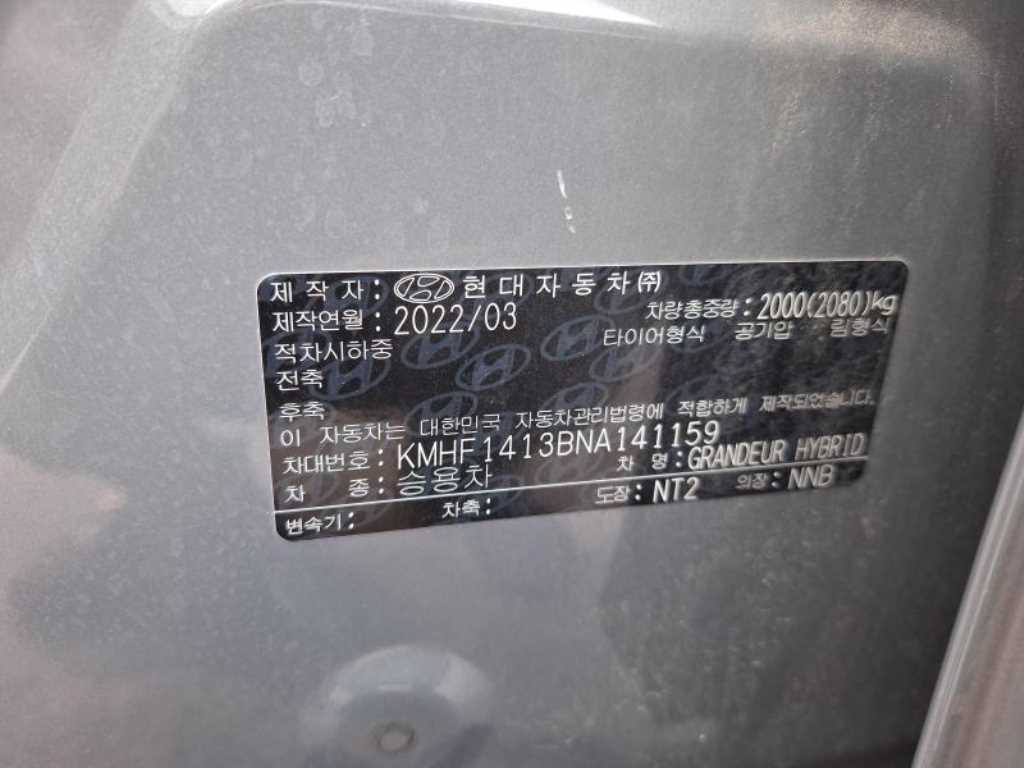 제 작 자 : 현대자동차㈜
제작연월 : 2022/03 차량총중량 : 2000(2080)kg
적차시하중 타이어형식 공기압 림형식
전축
후축
이 자동차는 대한민국 자동차관리법령에 적합하게 제작되었습니다.
차대번호 : KMHF1413BNA141159
차 종 : 승용차 차 명 : GRANDEUR HYBRID
변속기 : 차축 : 도장 : NT2 의장 : NNB